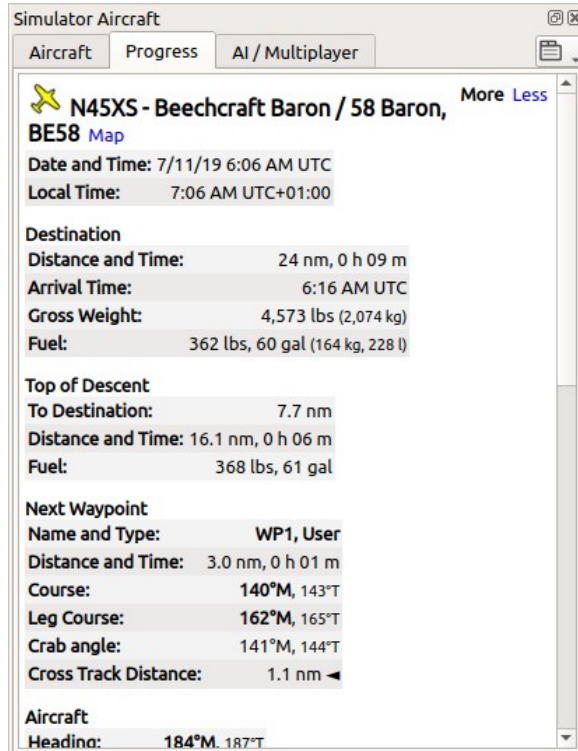 Simulator Aircraft
Aircraft Progress AI / Multiplayer
N45XS - Beechcraft Baron / 58 Baron, More Less
BE58 Map
Date and Time: 7/11/19 6:06 AM UTC
Local Time: 7:06 AM UTC+01:00
Destination
Distance and Time: 24 nm, 0 h 09 m
Arrival Time: 6:16 AM UTC
Gross Weight: 4,573 lbs (2,074 kg)
Fuel: 362 lbs, 60 gal (164 kg, 228 l)
Top of Descent
To Destination: 7.7 nm
Distance and Time: 16.1 nm, 0 h 06 m
Fuel: 368 lbs, 61 gal
Next Waypoint
Name and Type: WP1, User
Distance and Time: 3.0 nm, 0 h 01 m
Course: 140°M, 143°T
Leg Course: 162°M, 165°T
Crab angle: 141°M, 144°T
Cross Track Distance: 1.1 nm ◄
Aircraft
Heading: 184°M, 187°T